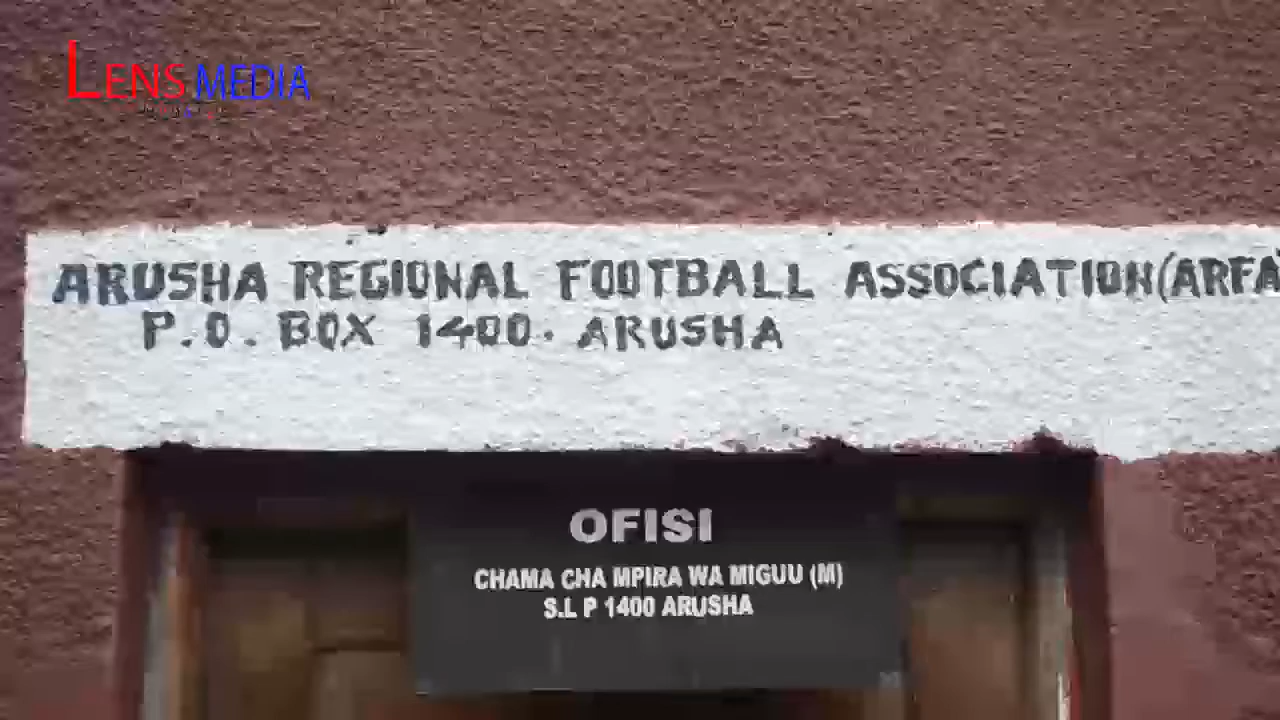 LENS MEDIA
ARUSHA REGIONAL FOOTBALL ASSOCIATION(ARFA)
P.O. BOX 1400. ARUSHA
OFISI
CHAMA CHA MPIRA WA MIGUU (M)
S.L P 1400 ARUSHA